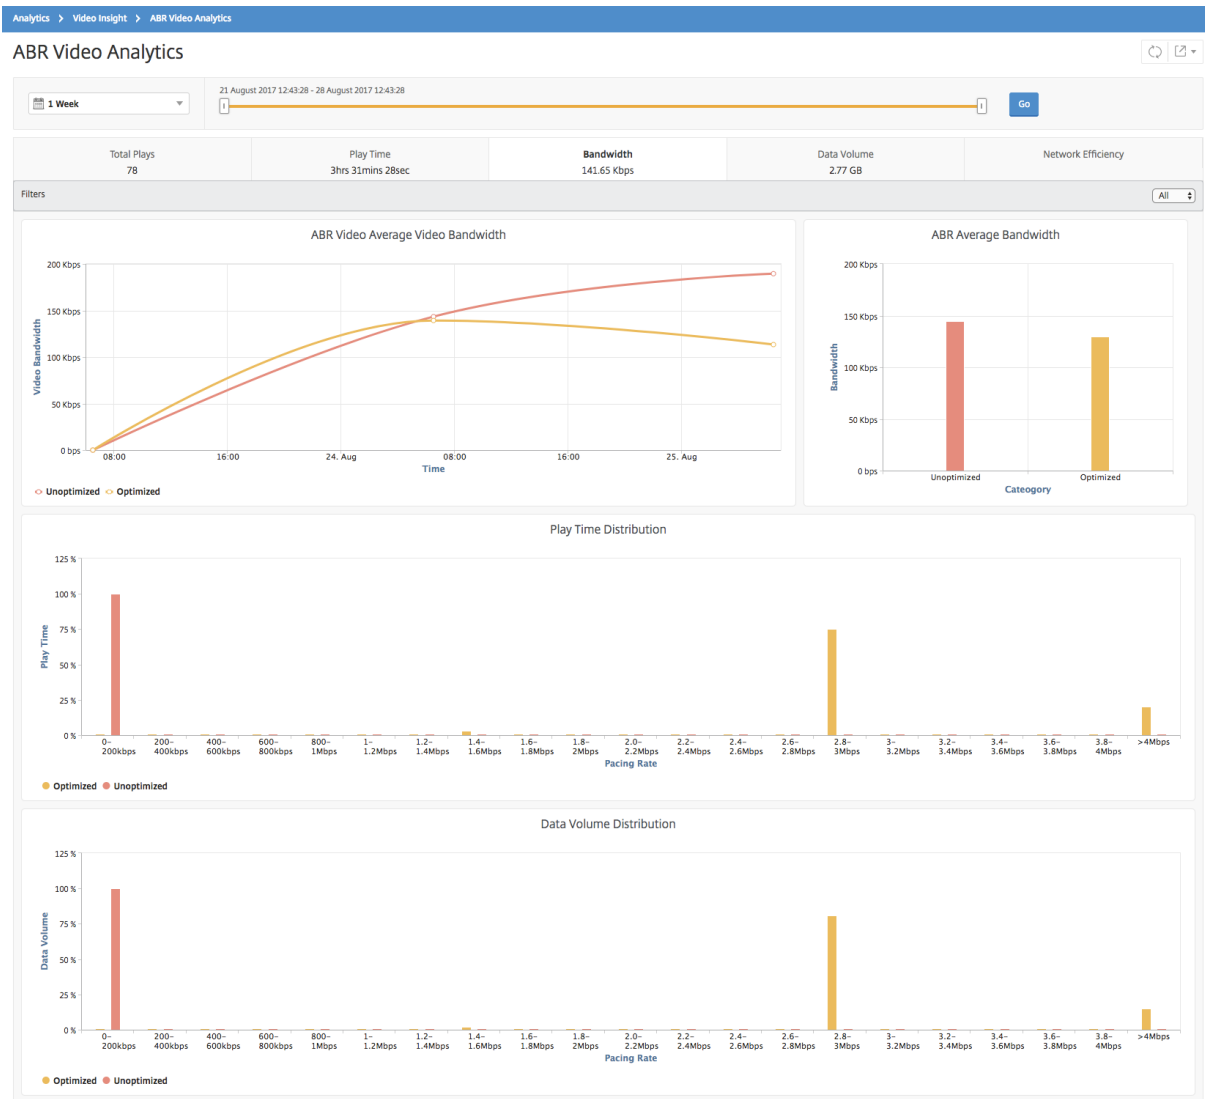 Analytics > Video Insight > ABR Video Analytics
ABR Video Analytics
1 Week
21 August 2017 12:43:28 - 28 August 2017 12:43:28
Go
Total Plays
78
Play Time
3hrs 31mins 28sec
Bandwidth
141.65 Kbps
Data Volume
2.77 GB
Network Efficiency
Filters
All
ABR Video Average Video Bandwidth
200 Kbps
150 Kbps
100 Kbps
50 Kbps
0 bps
Video Bandwidth
08:00 16:00 24. Aug 08:00 16:00 25. Aug
Time
Unoptimized Optimized
ABR Average Bandwidth
200 Kbps
150 Kbps
100 Kbps
50 Kbps
0 bps
Bandwidth
Unoptimized Optimized
Cateogory
Play Time Distribution
125 %
100 %
75 %
50 %
25 %
0 %
Play Time
0– 200– 400– 600– 800– 1– 1.2– 1.4– 1.6– 1.8– 2.0– 2.2– 2.4– 2.6– 2.8– 3– 3.2– 3.4– 3.6– 3.8– >4Mbps
200kbps 400kbps 600kbps 800kbps 1Mbps 1.2Mbps 1.4Mbps 1.6Mbps 1.8Mbps 2Mbps 2.2Mbps 2.4Mbps 2.6Mbps 2.8Mbps 3Mbps 3.2Mbps 3.4Mbps 3.6Mbps 3.8Mbps 4Mbps
Pacing Rate
Optimized Unoptimized
Data Volume Distribution
125 %
100 %
75 %
50 %
25 %
0 %
Data Volume
0– 200– 400– 600– 800– 1– 1.2– 1.4– 1.6– 1.8– 2.0– 2.2– 2.4– 2.6– 2.8– 3– 3.2– 3.4– 3.6– 3.8– >4Mbps
200kbps 400kbps 600kbps 800kbps 1Mbps 1.2Mbps 1.4Mbps 1.6Mbps 1.8Mbps 2Mbps 2.2Mbps 2.4Mbps 2.6Mbps 2.8Mbps 3Mbps 3.2Mbps 3.4Mbps 3.6Mbps 3.8Mbps 4Mbps
Pacing Rate
Optimized Unoptimized